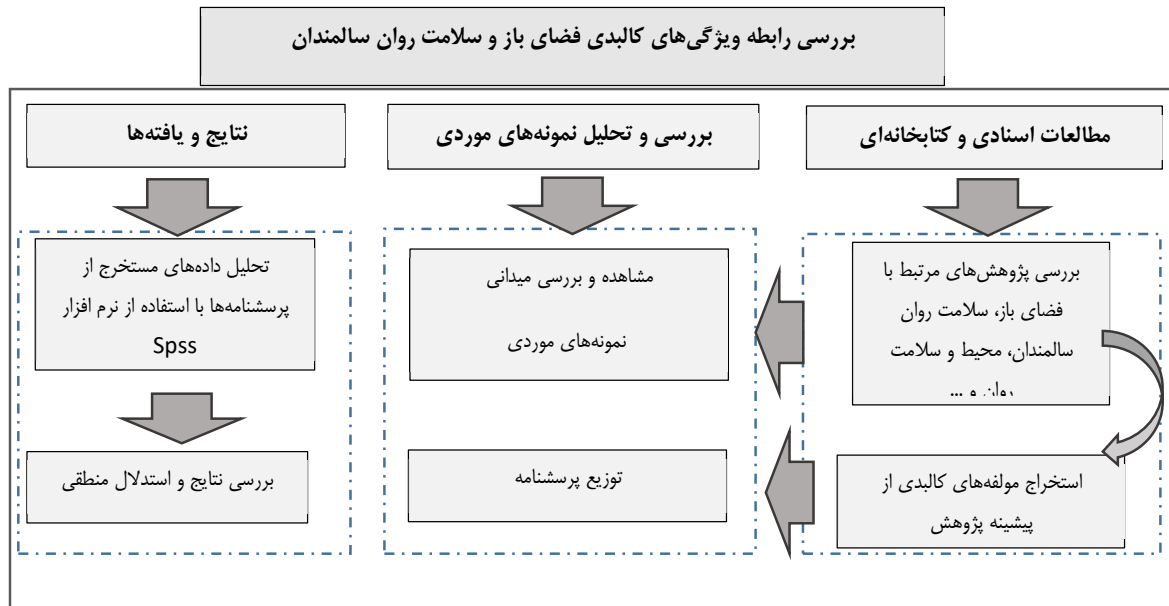 بررسی رابطه ویژگی‌های کالبدی فضای باز و سلامت روان سالمندان
مطالعات اسنادی و کتابخانه‌ای
بررسی و تحلیل نمونه‌های موردی
نتایج و یافته‌ها
بررسی پژوهش‌های مرتبط با
فضای باز، سلامت روان
سالمندان، محیط و سلامت
روان و ...
استخراج مولفه‌های کالبدی از
پیشینه پژوهش
مشاهده و بررسی میدانی
نمونه‌های موردی
توزیع پرسشنامه
تحلیل داده‌های مستخرج از
پرسشنامه‌ها با استفاده از نرم افزار
Spss
بررسی نتایج و استدلال منطقی